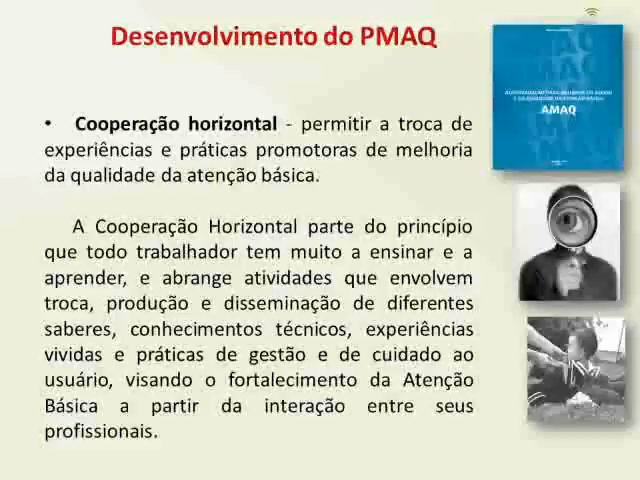 Desenvolvimento do PMAQ
• Cooperação horizontal - permitir a troca de
experiências e práticas promotoras de melhoria
da qualidade da atenção básica.
A Cooperação Horizontal parte do princípio
que todo trabalhador tem muito a ensinar e a
aprender, e abrange atividades que envolvem
troca, produção e disseminação de diferentes
saberes, conhecimentos técnicos, experiências
vividas e práticas de gestão e de cuidado ao
usuário, visando o fortalecimento da Atenção
Básica a partir da interação entre seus
profissionais.
AMAQ